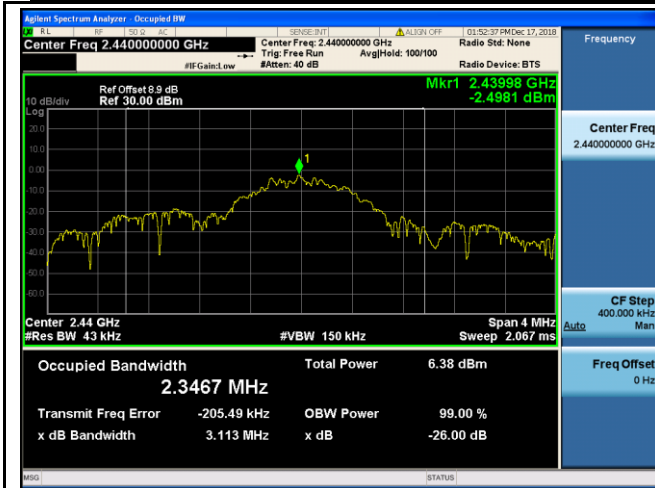 Agilent Spectrum Analyzer - Occupied BW
RL RF 50 Ω AC SENSE:INT ALIGN OFF 01:52:37 PM Dec 17, 2018
Center Freq 2.440000000 GHz
Center Freq: 2.440000000 GHz
Radio Std: None
Trig: Free Run Avg|Hold: 100/100
#IFGain:Low #Atten: 40 dB Radio Device: BTS
Frequency
Mkr1 2.43998 GHz
-2.4981 dBm
Ref Offset 8.9 dB
10 dB/div Ref 30.00 dBm
Log
20.0
10.0
0.00
-10.0
-20.0
-30.0
-40.0
-50.0
-60.0
1
Center 2.44 GHz Span 4 MHz
#Res BW 43 kHz #VBW 150 kHz Sweep 2.067 ms
Occupied Bandwidth Total Power 6.38 dBm
2.3467 MHz
Transmit Freq Error -205.49 kHz OBW Power 99.00 %
x dB Bandwidth 3.113 MHz x dB -26.00 dB
Center Freq
2.440000000 GHz
CF Step
400.000 kHz
Auto Man
Freq Offset
0 Hz
MSG STATUS